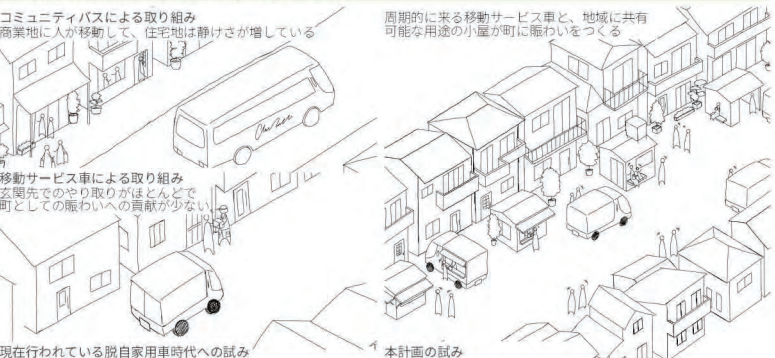 コミュニティバスによる取り組み
商業地に人が移動して、住宅地は静けさが増している
移動サービス車による取り組み
玄関先でのやり取りがほとんどで
町としての賑わいへの貢献が少ない
現在行われている脱自家用車時代への試み
周期的に来る移動サービス車と、地域に共有
可能な用途の小屋が町に賑わいをつくる
本計画の試み